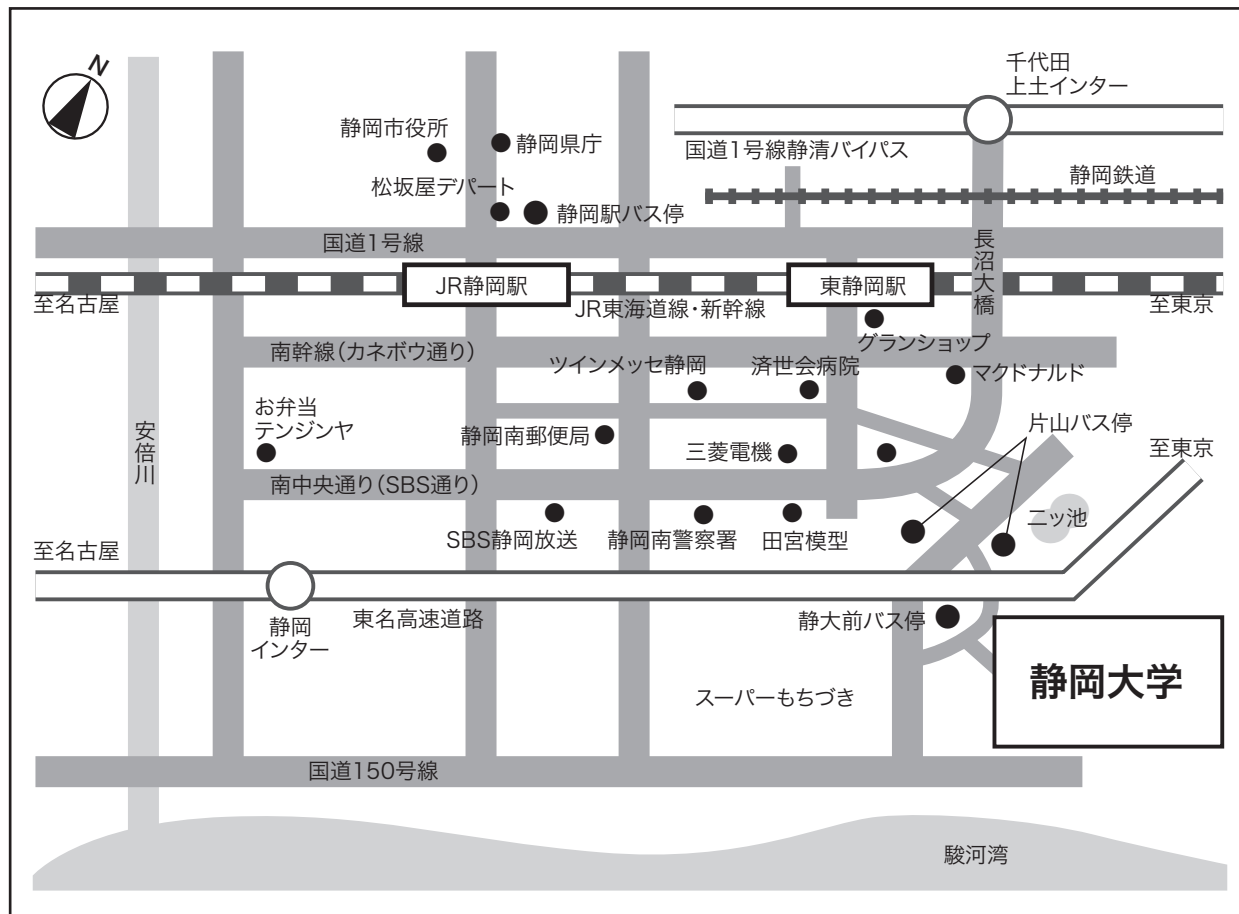 N
千代田
上土インター
静岡市役所
静岡県庁
国道1号線静清バイパス
松坂屋デパート
静岡鉄道
静岡駅バス停
国道1号線
長沼大橋
JR静岡駅
東静岡駅
至名古屋
JR東海道線・新幹線
至東京
グランショップ
南幹線(カネボウ通り)
ツインメッセ静岡
済世会病院
マクドナルド
お弁当
テンジンヤ
安倍川
静岡南郵便局
三菱電機
片山バス停
至東京
南中央通り(SBS通り)
二ッ池
SBS静岡放送
静岡南警察署
田宮模型
至名古屋
静岡
インター
東名高速道路
静大前バス停
静岡大学
スーパーもちづき
国道150号線
駿河湾